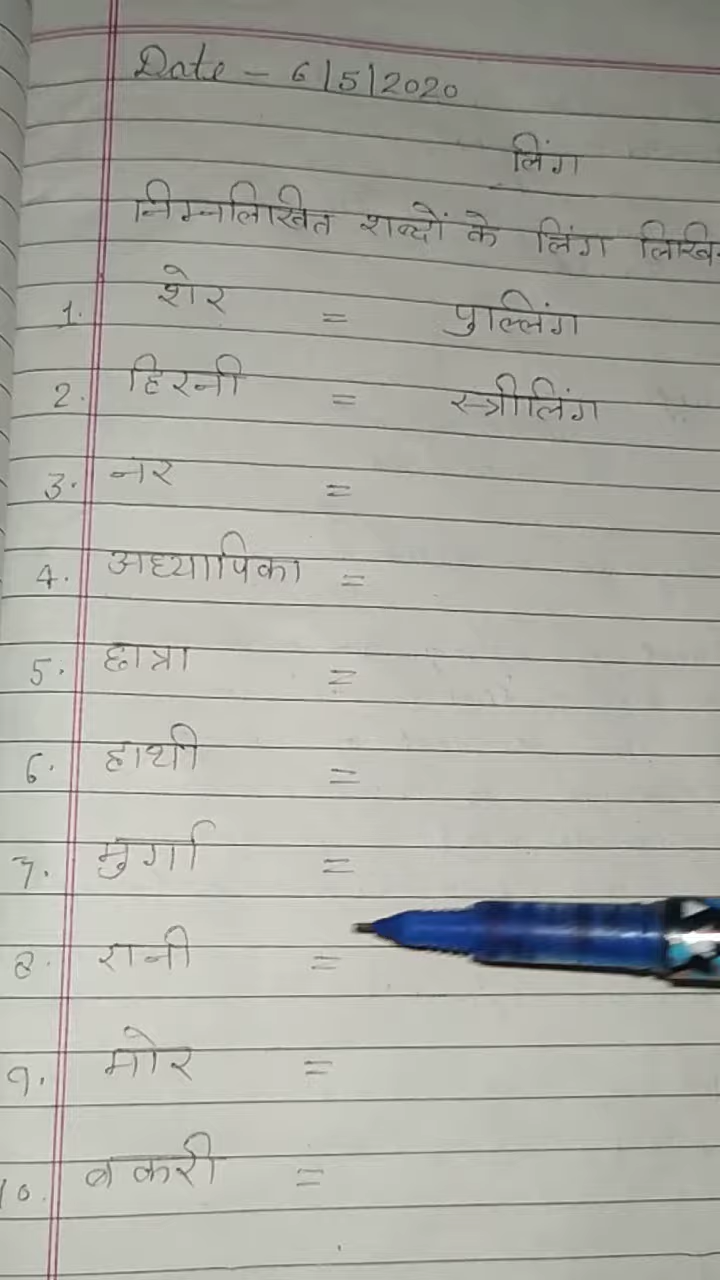 Date - 6|5|2020
लिंग
निम्नलिखित शब्दों के लिंग
1. शेर = पुल्लिंग
2. हिरनी = स्त्रीलिंग
3. नर =
4. अध्यापिका =
5. छात्रा =
6. हाथी =
7. मुर्गा =
8. रानी =
9. मोर =
10. बकरी =